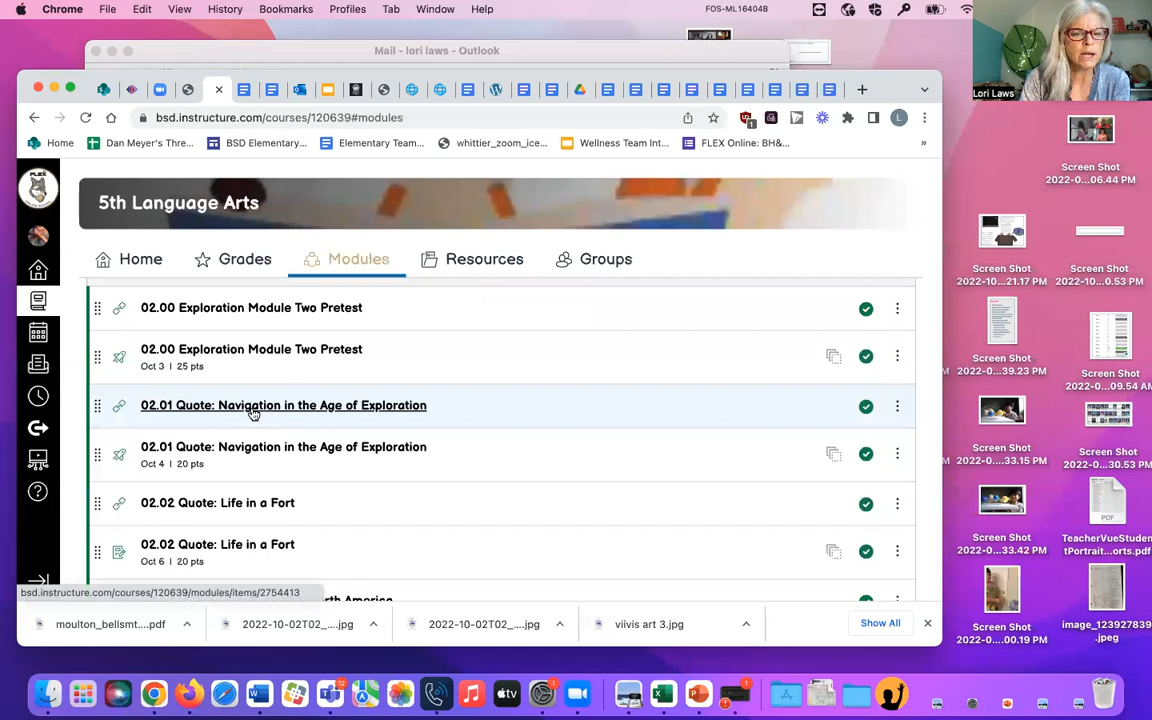 Chrome File Edit View History Bookmarks Profiles Tab Window Help
FOS-ML16404B
Mail - lori laws - Outlook
Lori Laws
bsd.instructure.com/courses/120639#modules
Home Dan Meyer's Thre... BSD Elementary... Elementary Team... whittier_zoom_ice... Wellness Team Int... FLEX Online: BH&... »
FLEX
5th Language Arts
Home Grades Modules Resources Groups
02.00 Exploration Module Two Pretest
02.00 Exploration Module Two Pretest
Oct 3 | 25 pts
02.01 Quote: Navigation in the Age of Exploration
02.01 Quote: Navigation in the Age of Exploration
Oct 4 | 20 pts
02.02 Quote: Life in a Fort
02.02 Quote: Life in a Fort
Oct 6 | 20 pts
bsd.instructure.com/courses/120639/modules/items/2754413
rth America
moulton_bellsmt....pdf
2022-10-02T02_....jpg
2022-10-02T02_....jpg
viivis art 3.jpg
Show All
Screen Shot
2022-0...06.44 PM
Screen Shot
2022-10...21.17 PM
Screen Shot
2022-10...0.53 PM
Screen Shot
2022-0...39.23 PM
Screen Shot
2022-0...09.54 AM
Screen Shot
2022-0...33.15 PM
Screen Shot
2022-0...30.53 PM
Screen Shot
2022-0...33.42 PM
PDF
TeacherVueStuden
tPortrait...orts.pdf
Screen Shot
2022-0...00.19 PM
image_123927839
.jpeg
12
1
1
tv